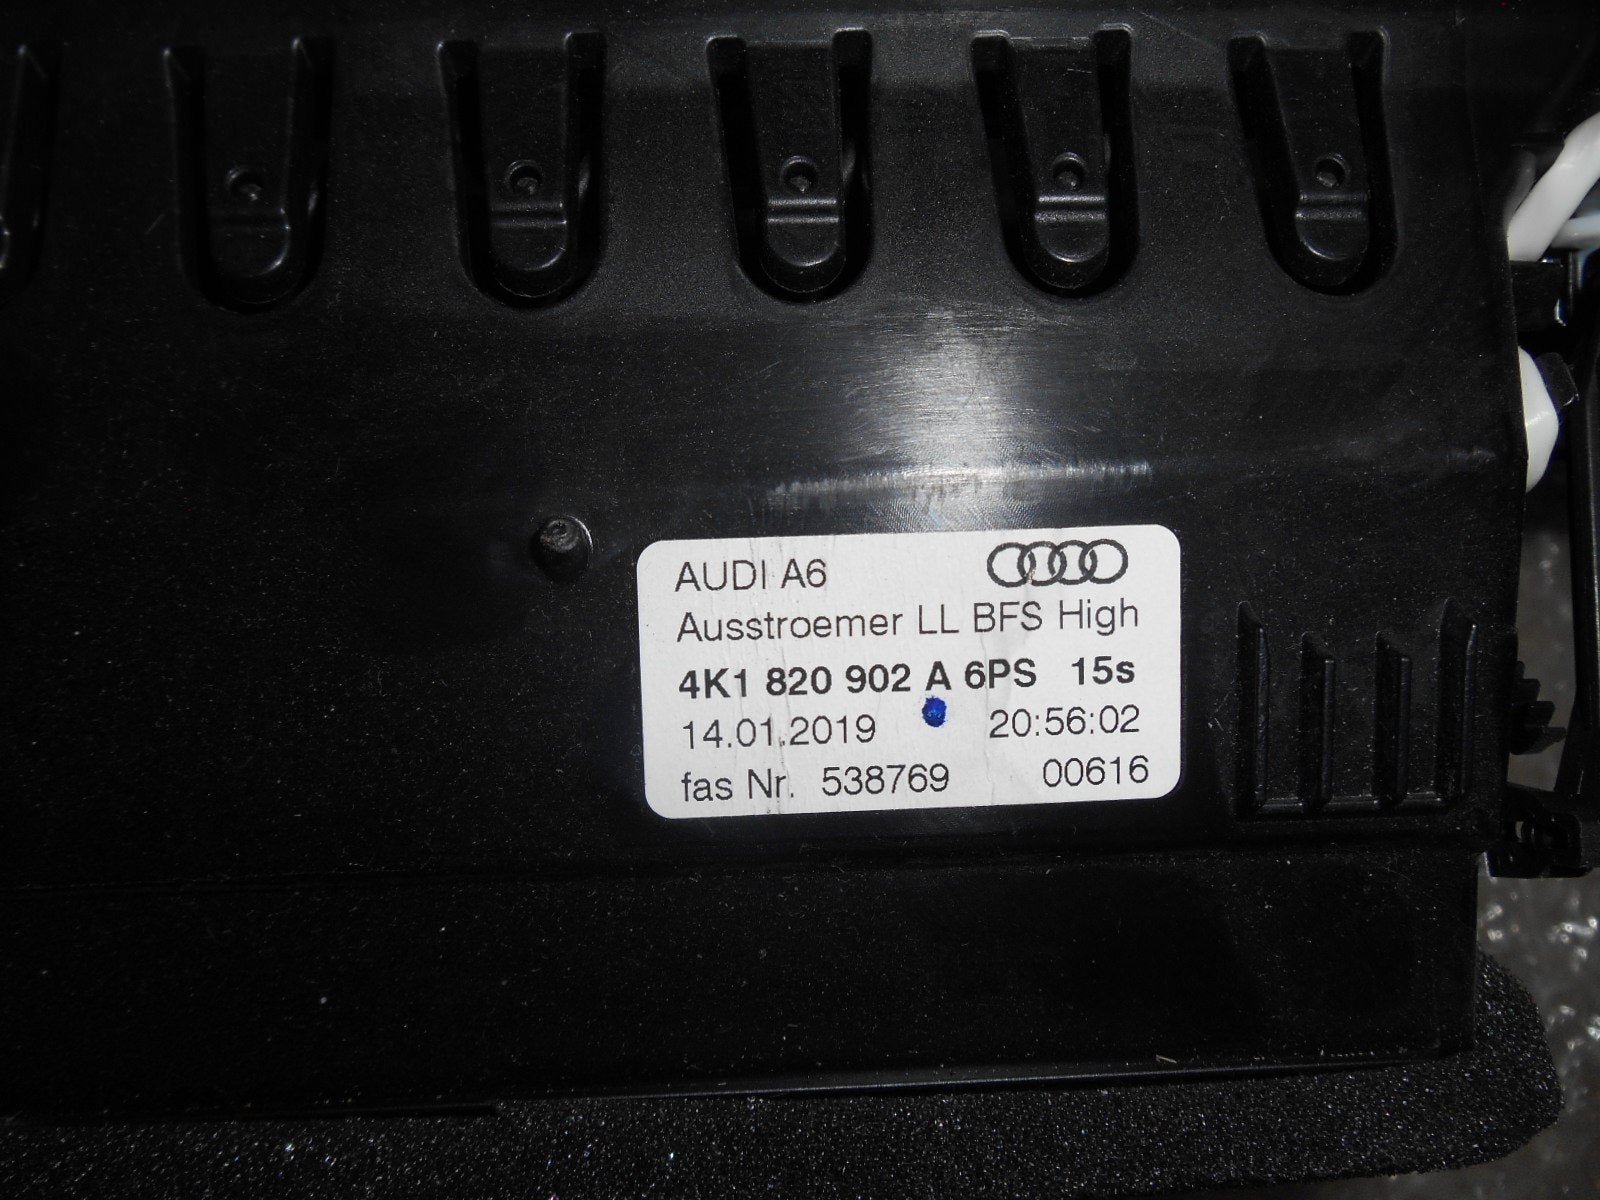 AUDI A6
Ausstroemer LL BFS High
4K1 820 902 A 6PS 15s
14.01.2019 20:56:02
fas Nr. 538769 00616